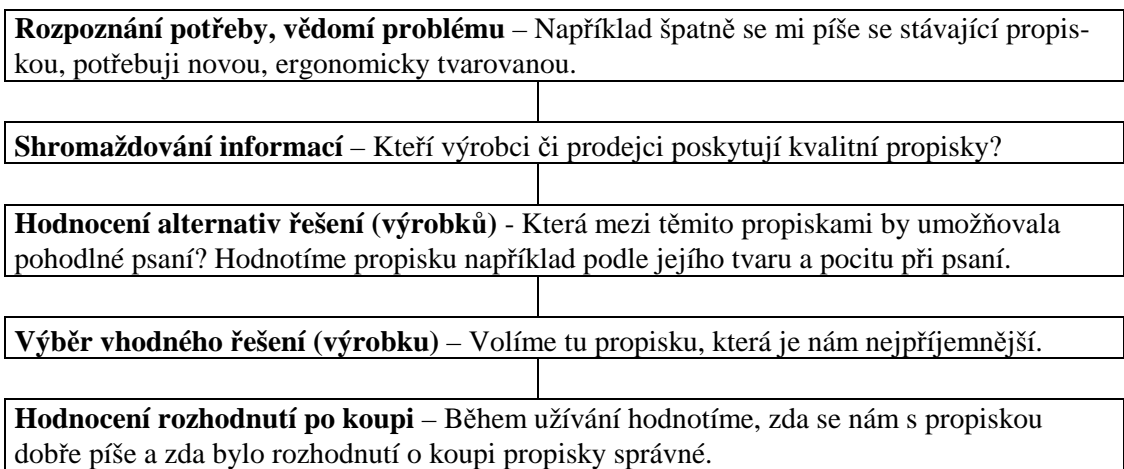 Rozpoznání potřeby, vědomí problému – Například špatně se mi píše se stávající propis-
kou, potřebuji novou, ergonomicky tvarovanou.
Shromaždování informací – Kteří výrobci či prodejci poskytují kvalitní propisky?
Hodnocení alternativ řešení (výrobků) - Která mezi těmito propiskami by umožňovala
pohodlné psaní? Hodnotíme propisku například podle jejího tvaru a pocitu při psaní.
Výběr vhodného řešení (výrobku) – Volíme tu propisku, která je nám nejpříjemnější.
Hodnocení rozhodnutí po koupi – Během užívání hodnotíme, zda se nám s propiskou
dobře píše a zda bylo rozhodnutí o koupi propisky správné.